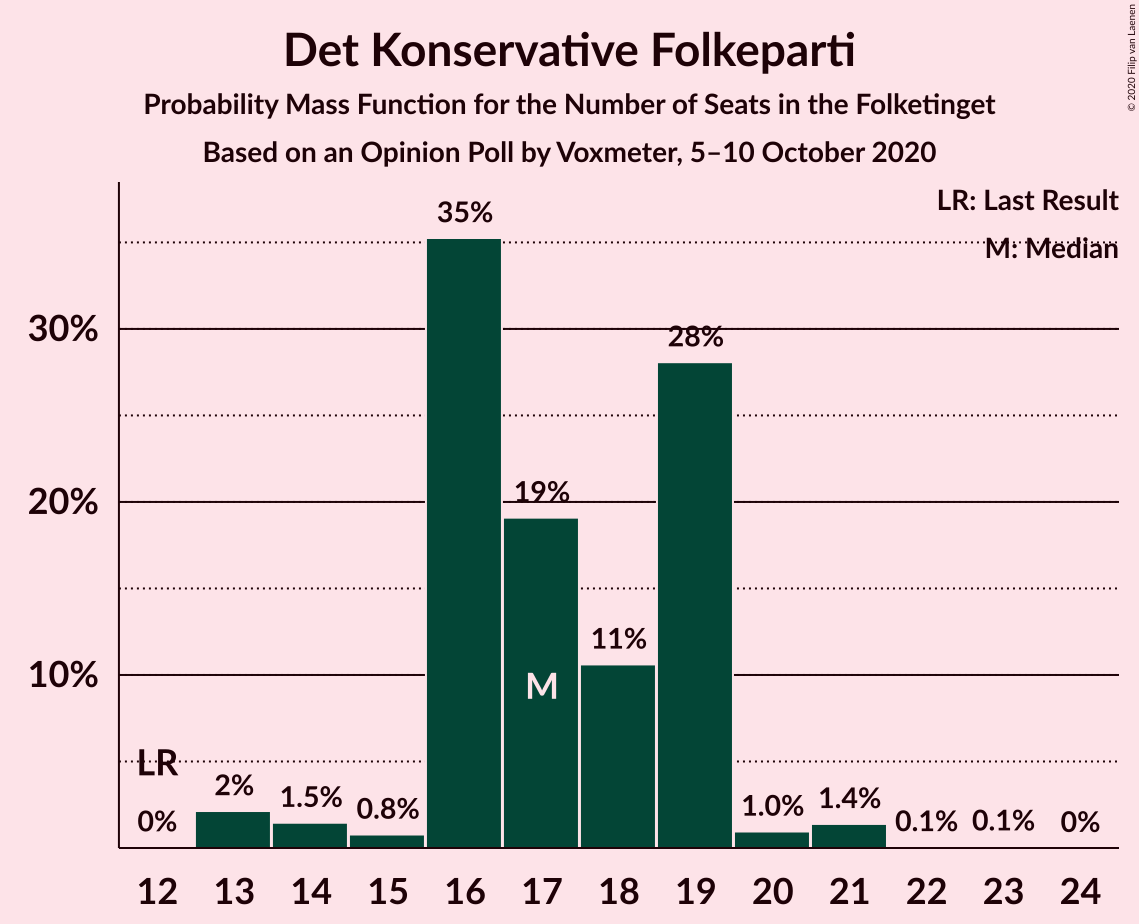 Det Konservative Folkeparti
Probability Mass Function for the Number of Seats in the Folketinget
Based on an Opinion Poll by Voxmeter, 5–10 October 2020
© 2020 Filip van Laenen
LR: Last Result
M: Median
35%
30%
28%
20%
19%
11%
10%
M
LR
0%
2%
1.5%
0.8%
1.0%
1.4%
0.1%
0.1%
0%
12 13 14 15 16 17 18 19 20 21 22 23 24